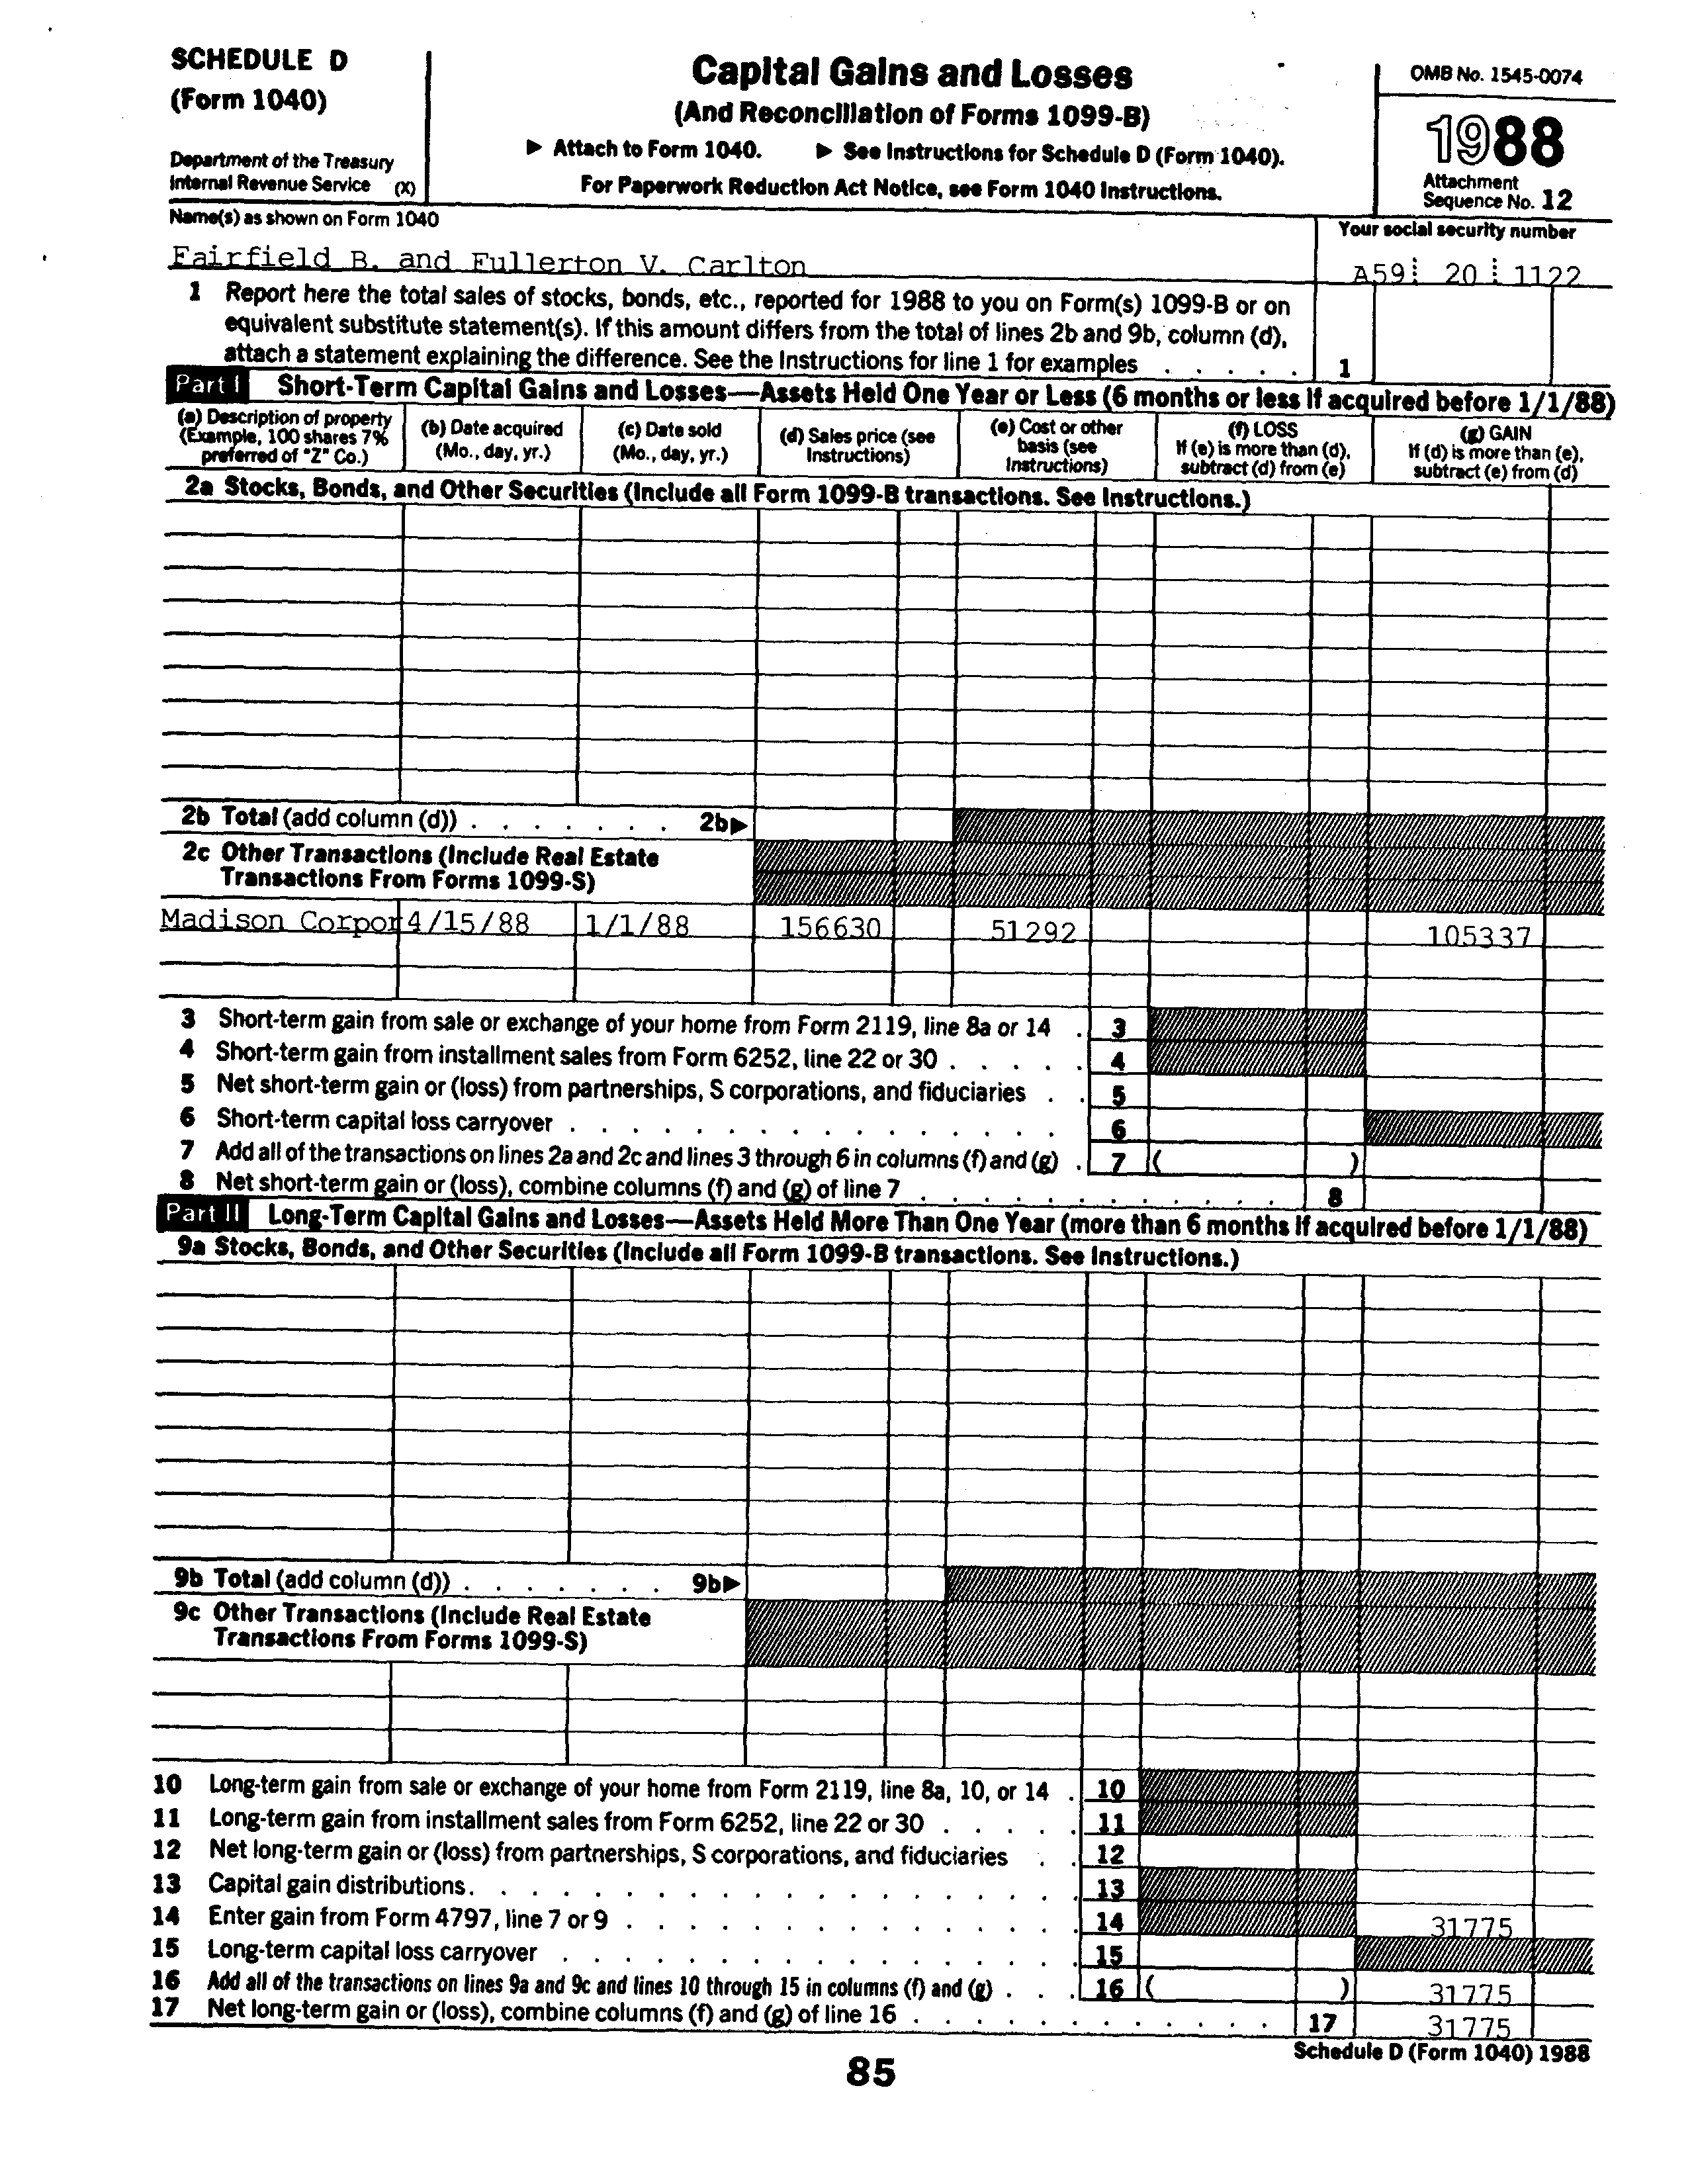 SCHEDULE D
(Form 1040)
Department of the Treasury
Internal Revenue Service (X)
Capital Gains and Losses
(And Reconciliation of Forms 1099-B)
▶ Attach to Form 1040. ▶ See Instructions for Schedule D (Form 1040).
For Paperwork Reduction Act Notice, see Form 1040 Instructions.
OMB No. 1545-0074
1988
Attachment
Sequence No. 12
Name(s) as shown on Form 1040
Your social security number
Fairfield B. and Fullerton V. Carlton
A59 20 1122
1 Report here the total sales of stocks, bonds, etc., reported for 1988 to you on Form(s) 1099-B or on
equivalent substitute statement(s). If this amount differs from the total of lines 2b and 9b, column (d),
attach a statement explaining the difference. See the Instructions for line 1 for examples . . . . . 1
Part I Short-Term Capital Gains and Losses—Assets Held One Year or Less (6 months or less if acquired before 1/1/88)
(a) Description of property
(Example, 100 shares 7%
preferred of "Z" Co.)
(b) Date acquired
(Mo., day, yr.)
(c) Date sold
(Mo., day, yr.)
(d) Sales price (see
Instructions)
(e) Cost or other
basis (see
Instructions)
(f) LOSS
If (e) is more than (d),
subtract (d) from (e)
(g) GAIN
If (d) is more than (e),
subtract (e) from (d)
2a Stocks, Bonds, and Other Securities (Include all Form 1099-B transactions. See Instructions.)
2b Total (add column (d)) . . . . . . . 2b▶
2c Other Transactions (Include Real Estate
Transactions From Forms 1099-S)
Madison Corpor 4/15/88 1/1/88 156630 51292 105337
3 Short-term gain from sale or exchange of your home from Form 2119, line 8a or 14 . 3
4 Short-term gain from installment sales from Form 6252, line 22 or 30 . . . . . 4
5 Net short-term gain or (loss) from partnerships, S corporations, and fiduciaries . . 5
6 Short-term capital loss carryover . . . . . . . . . . . . . . . . 6
7 Add all of the transactions on lines 2a and 2c and lines 3 through 6 in columns (f) and (g) . 7 ( )
8 Net short-term gain or (loss), combine columns (f) and (g) of line 7 . . . . . . . . . . . . 8
Part II Long-Term Capital Gains and Losses—Assets Held More Than One Year (more than 6 months if acquired before 1/1/88)
9a Stocks, Bonds, and Other Securities (Include all Form 1099-B transactions. See Instructions.)
9b Total (add column (d)) . . . . . . . 9b▶
9c Other Transactions (Include Real Estate
Transactions From Forms 1099-S)
10 Long-term gain from sale or exchange of your home from Form 2119, line 8a, 10, or 14 . 10
11 Long-term gain from installment sales from Form 6252, line 22 or 30 . . . . . 11
12 Net long-term gain or (loss) from partnerships, S corporations, and fiduciaries . . 12
13 Capital gain distributions. . . . . . . . . . . . . . . . . . . 13
14 Enter gain from Form 4797, line 7 or 9 . . . . . . . . . . . . . . 14 31775
15 Long-term capital loss carryover . . . . . . . . . . . . . . . . 15
16 Add all of the transactions on lines 9a and 9c and lines 10 through 15 in columns (f) and (g) . . . 16 ( ) 31775
17 Net long-term gain or (loss), combine columns (f) and (g) of line 16 . . . . . . . . . . . . 17 31775
Schedule D (Form 1040) 1988
85